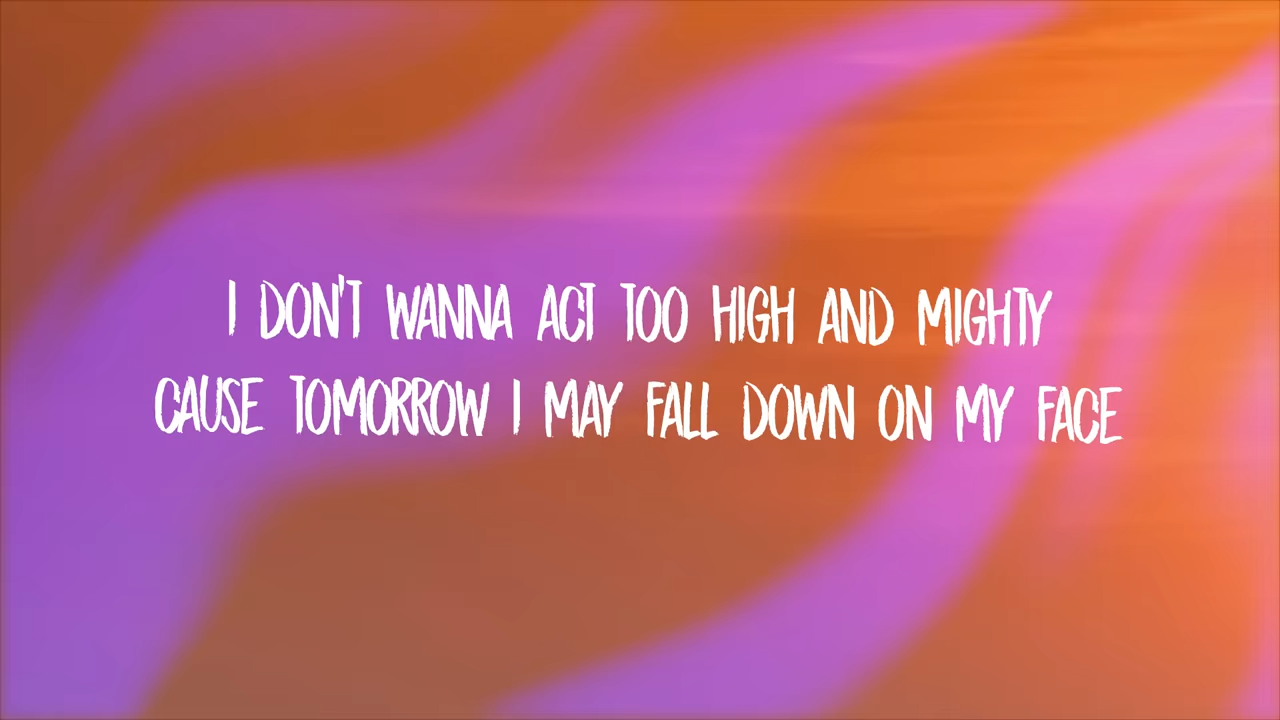 I DON'T WANNA ACT TOO HIGH AND MIGHTY
CAUSE TOMORROW I MAY FALL DOWN ON MY FACE